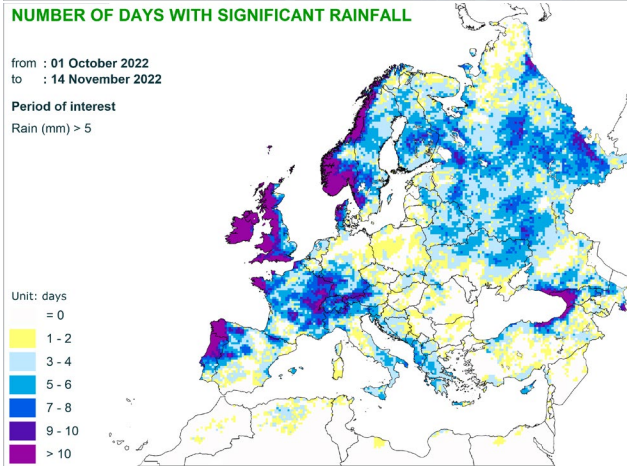 NUMBER OF DAYS WITH SIGNIFICANT RAINFALL
from : 01 October 2022
to : 14 November 2022
Period of interest
Rain (mm) > 5
Unit: days
= 0
1 - 2
3 - 4
5 - 6
7 - 8
9 - 10
> 10